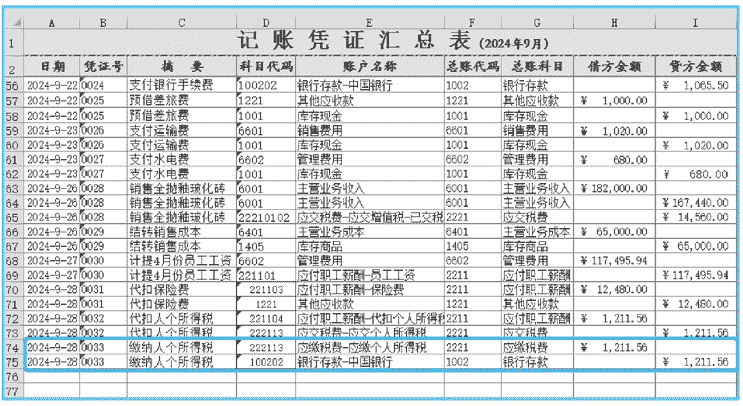 A B C D E F G H I
1 记 账 凭 证 汇 总 表 (2024年9月)
2 日期 凭证号 摘 要 科目代码 账户名称 总账代码 总账科目 借方金额 贷方金额
56 2024-9-22 0024 支付银行手续费 100202 银行存款-中国银行 1002 银行存款 ¥ 1,065.50
57 2024-9-22 0025 预借差旅费 1221 其他应收款 1221 其他应收款 ¥ 1,000.00
58 2024-9-22 0025 预借差旅费 1001 库存现金 1001 库存现金 ¥ 1,000.00
59 2024-9-23 0026 支付运输费 6601 销售费用 6601 销售费用 ¥ 1,020.00
60 2024-9-23 0026 支付运输费 1001 库存现金 1001 库存现金 ¥ 1,020.00
61 2024-9-23 0027 支付水电费 6602 管理费用 6602 管理费用 ¥ 680.00
62 2024-9-23 0027 支付水电费 1001 库存现金 1001 库存现金 ¥ 680.00
63 2024-9-26 0028 销售全抛釉玻化砖 6001 主营业务收入 6001 主营业务收入 ¥ 182,000.00
64 2024-9-26 0028 销售全抛釉玻化砖 6001 主营业务收入 6001 主营业务收入 ¥167,440.00
65 2024-9-26 0028 销售全抛釉玻化砖 22210102 应交税费-应交增值税-已交税 2221 应交税费 ¥ 14,560.00
66 2024-9-26 0029 结转销售成本 6401 主营业务成本 6401 主营业务成本 ¥ 65,000.00
67 2024-9-26 0029 结转销售成本 1405 库存商品 1405 库存商品 ¥ 65,000.00
68 2024-9-27 0030 计提4月份员工工资 6602 管理费用 6602 管理费用 ¥ 117,495.94
69 2024-9-27 0030 计提4月份员工工资 221101 应付职工薪酬-员工工资 2211 应付职工薪酬 ¥117,495.94
70 2024-9-28 0031 代扣保险费 221103 应付职工薪酬-保险费 2211 应付职工薪酬 ¥ 12,480.00
71 2024-9-28 0031 代扣保险费 1221 其他应收款 1221 其他应收款 ¥ 12,480.00
72 2024-9-28 0032 代扣个人所得税 221104 应付职工薪酬-代扣个人所得 2211 应付职工薪酬 ¥ 1,211.56
73 2024-9-28 0032 代扣个人所得税 222113 应交税费-应交个人所得税 2221 应交税费 ¥ 1,211.56
74 2024-9-28 0033 缴纳个人所得税 222113 应缴税费-应缴个人所得税 2221 应缴税费 ¥ 1,211.56
75 2024-9-28 0033 缴纳个人所得税 100202 银行存款-中国银行 1002 银行存款 ¥ 1,211.56
76
77